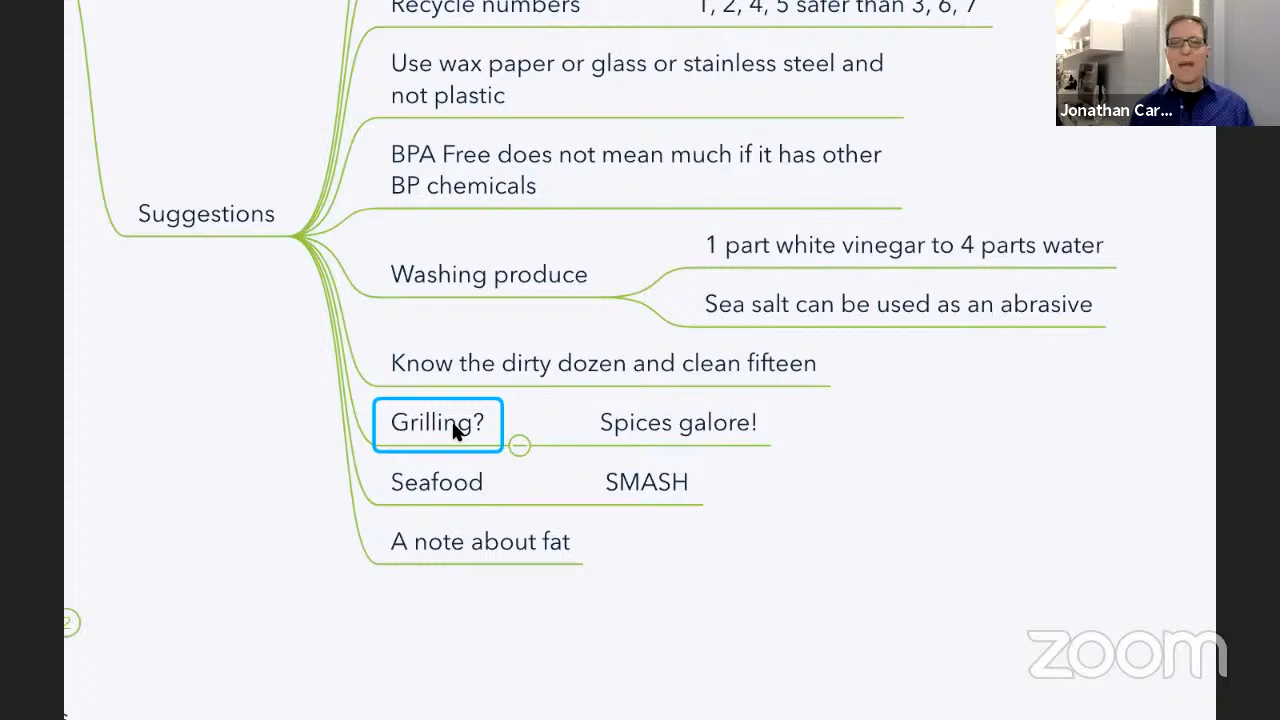 Recycle numbers
1, 2, 4, 5 safer than 3, 6, 7
Use wax paper or glass or stainless steel and
not plastic
BPA Free does not mean much if it has other
BP chemicals
Suggestions
Washing produce
1 part white vinegar to 4 parts water
Sea salt can be used as an abrasive
Know the dirty dozen and clean fifteen
Grilling?
Spices galore!
Seafood
SMASH
A note about fat
2
Jonathan Car...
zoom